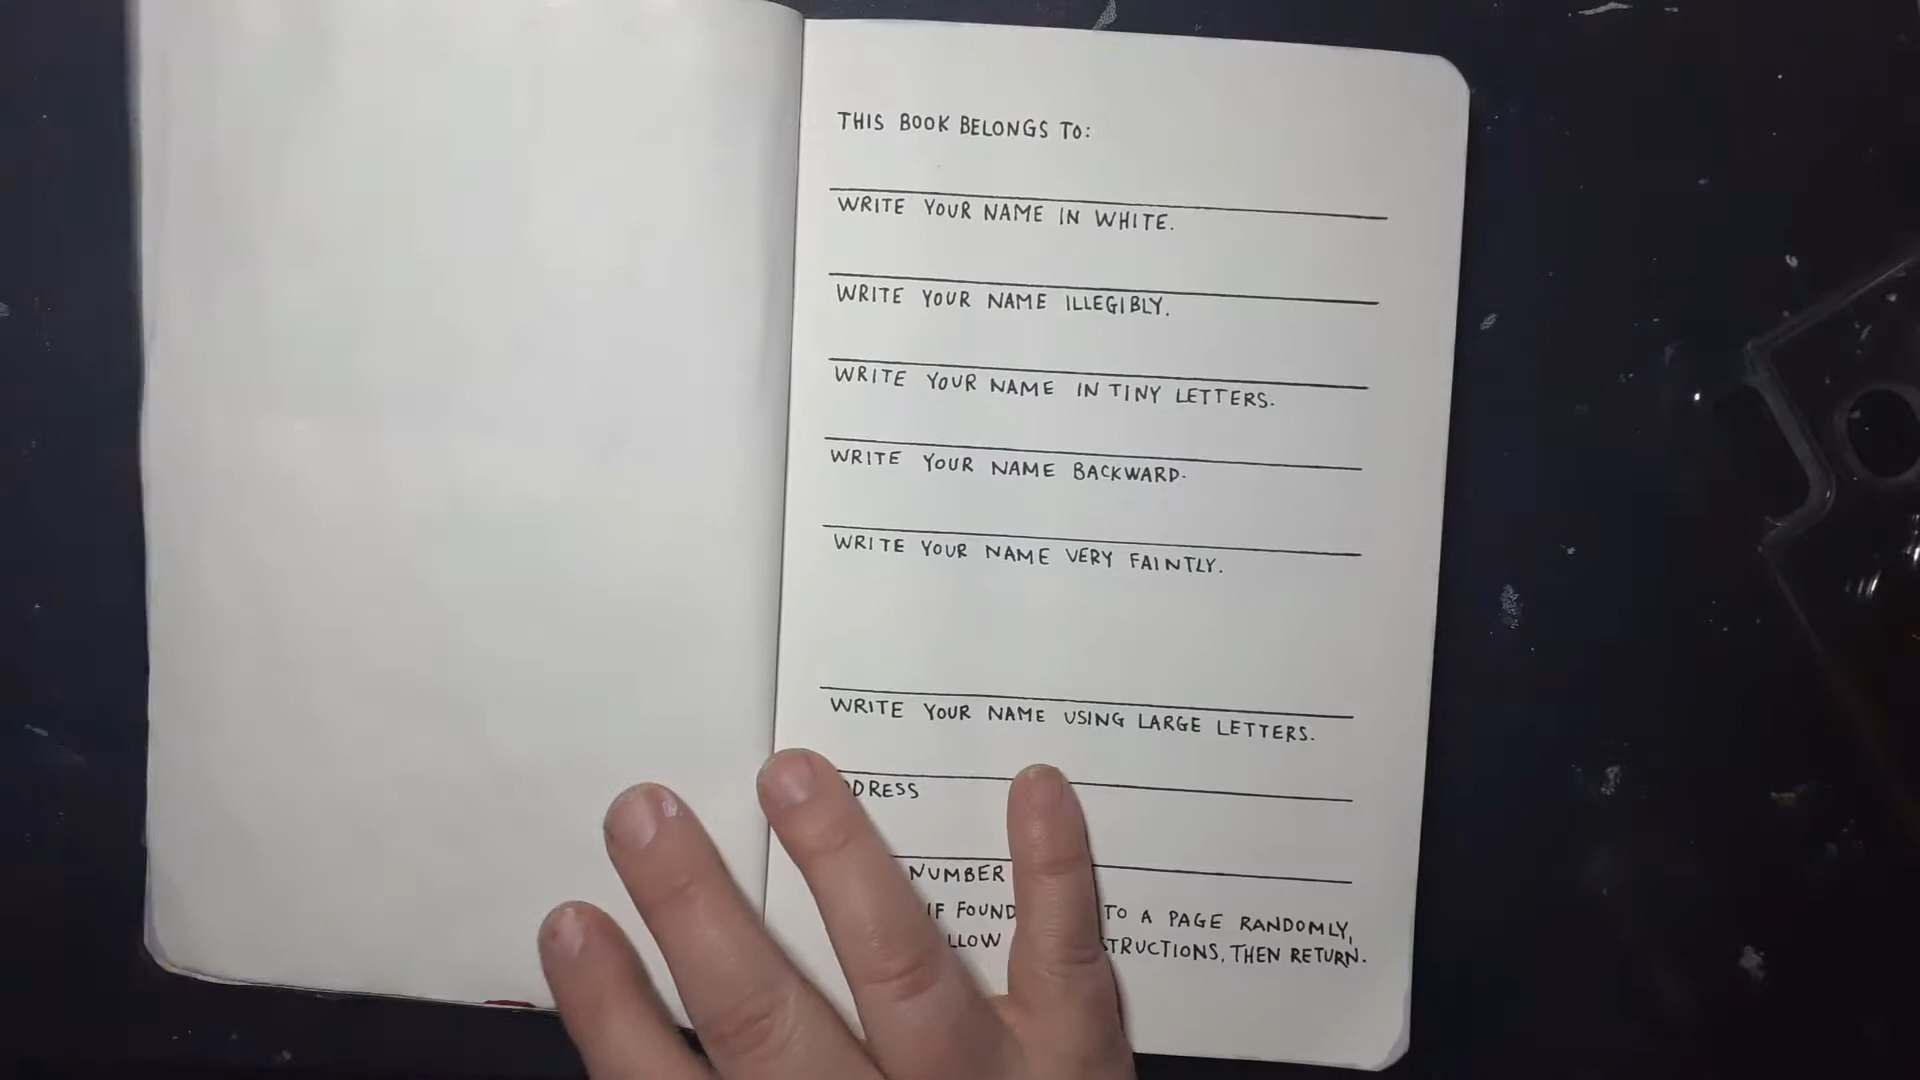 THIS BOOK BELONGS TO:
WRITE YOUR NAME IN WHITE.
WRITE YOUR NAME ILLEGIBLY.
WRITE YOUR NAME IN TINY LETTERS.
WRITE YOUR NAME BACKWARD.
WRITE YOUR NAME VERY FAINTLY.
WRITE YOUR NAME USING LARGE LETTERS.
DRESS
NUMBER
IF FOUND TO A PAGE RANDOMLY,
LLOW STRUCTIONS, THEN RETURN.